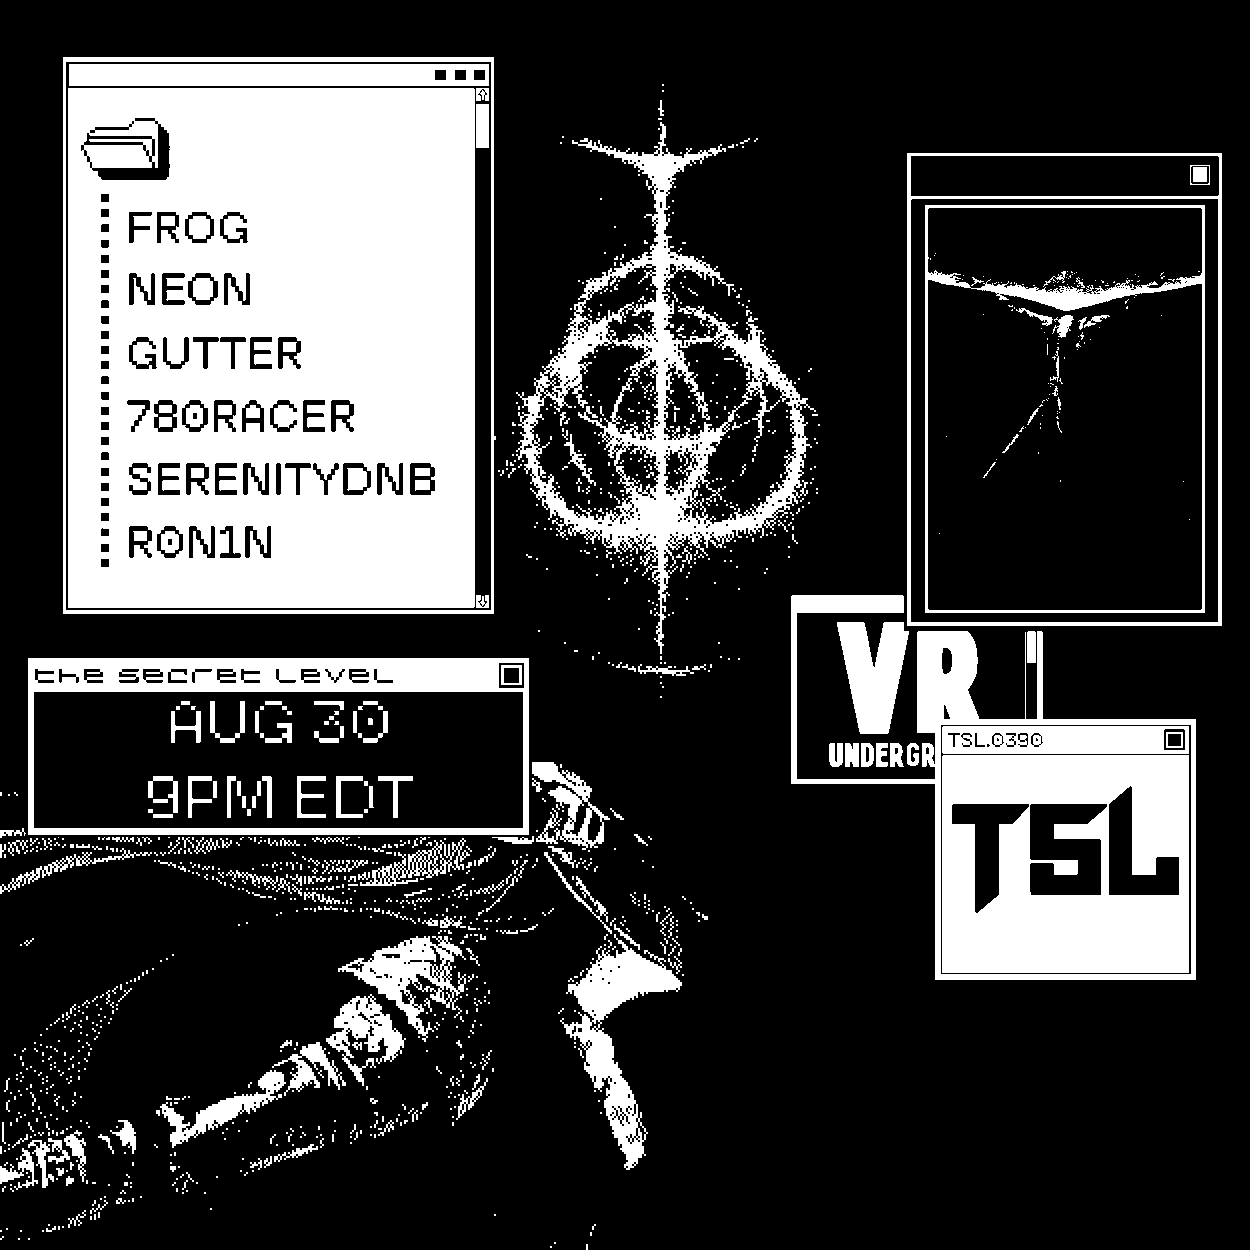 FROG
NEON
GUTTER
780RACER
SERENITYDNB
R0N1N
the secret level
AUG 30
9PM EDT
VR
UNDERGR
TSL.0390
TSL